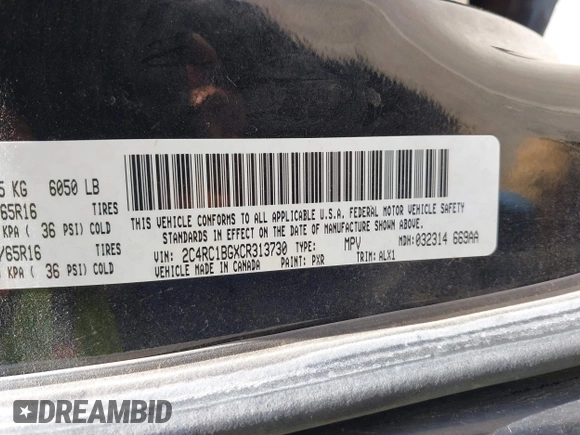 5 KG 6050 LB
/65R16 TIRES
KPA ( 36 PSI) COLD
/65R16 TIRES
KPA ( 36 PSI) COLD
THIS VEHICLE CONFORMS TO ALL APPLICABLE U.S.A. FEDERAL MOTOR VEHICLE SAFETY
STANDARDS IN EFFECT ON THE DATE OF MANUFACTURE SHOWN ABOVE.
VIN: 2C4RC1BGXCR313730 TYPE: MPV MDH: 032314 669AA
VEHICLE MADE IN CANADA PAINT: PXR TRIM: ALX1
DREAMBID